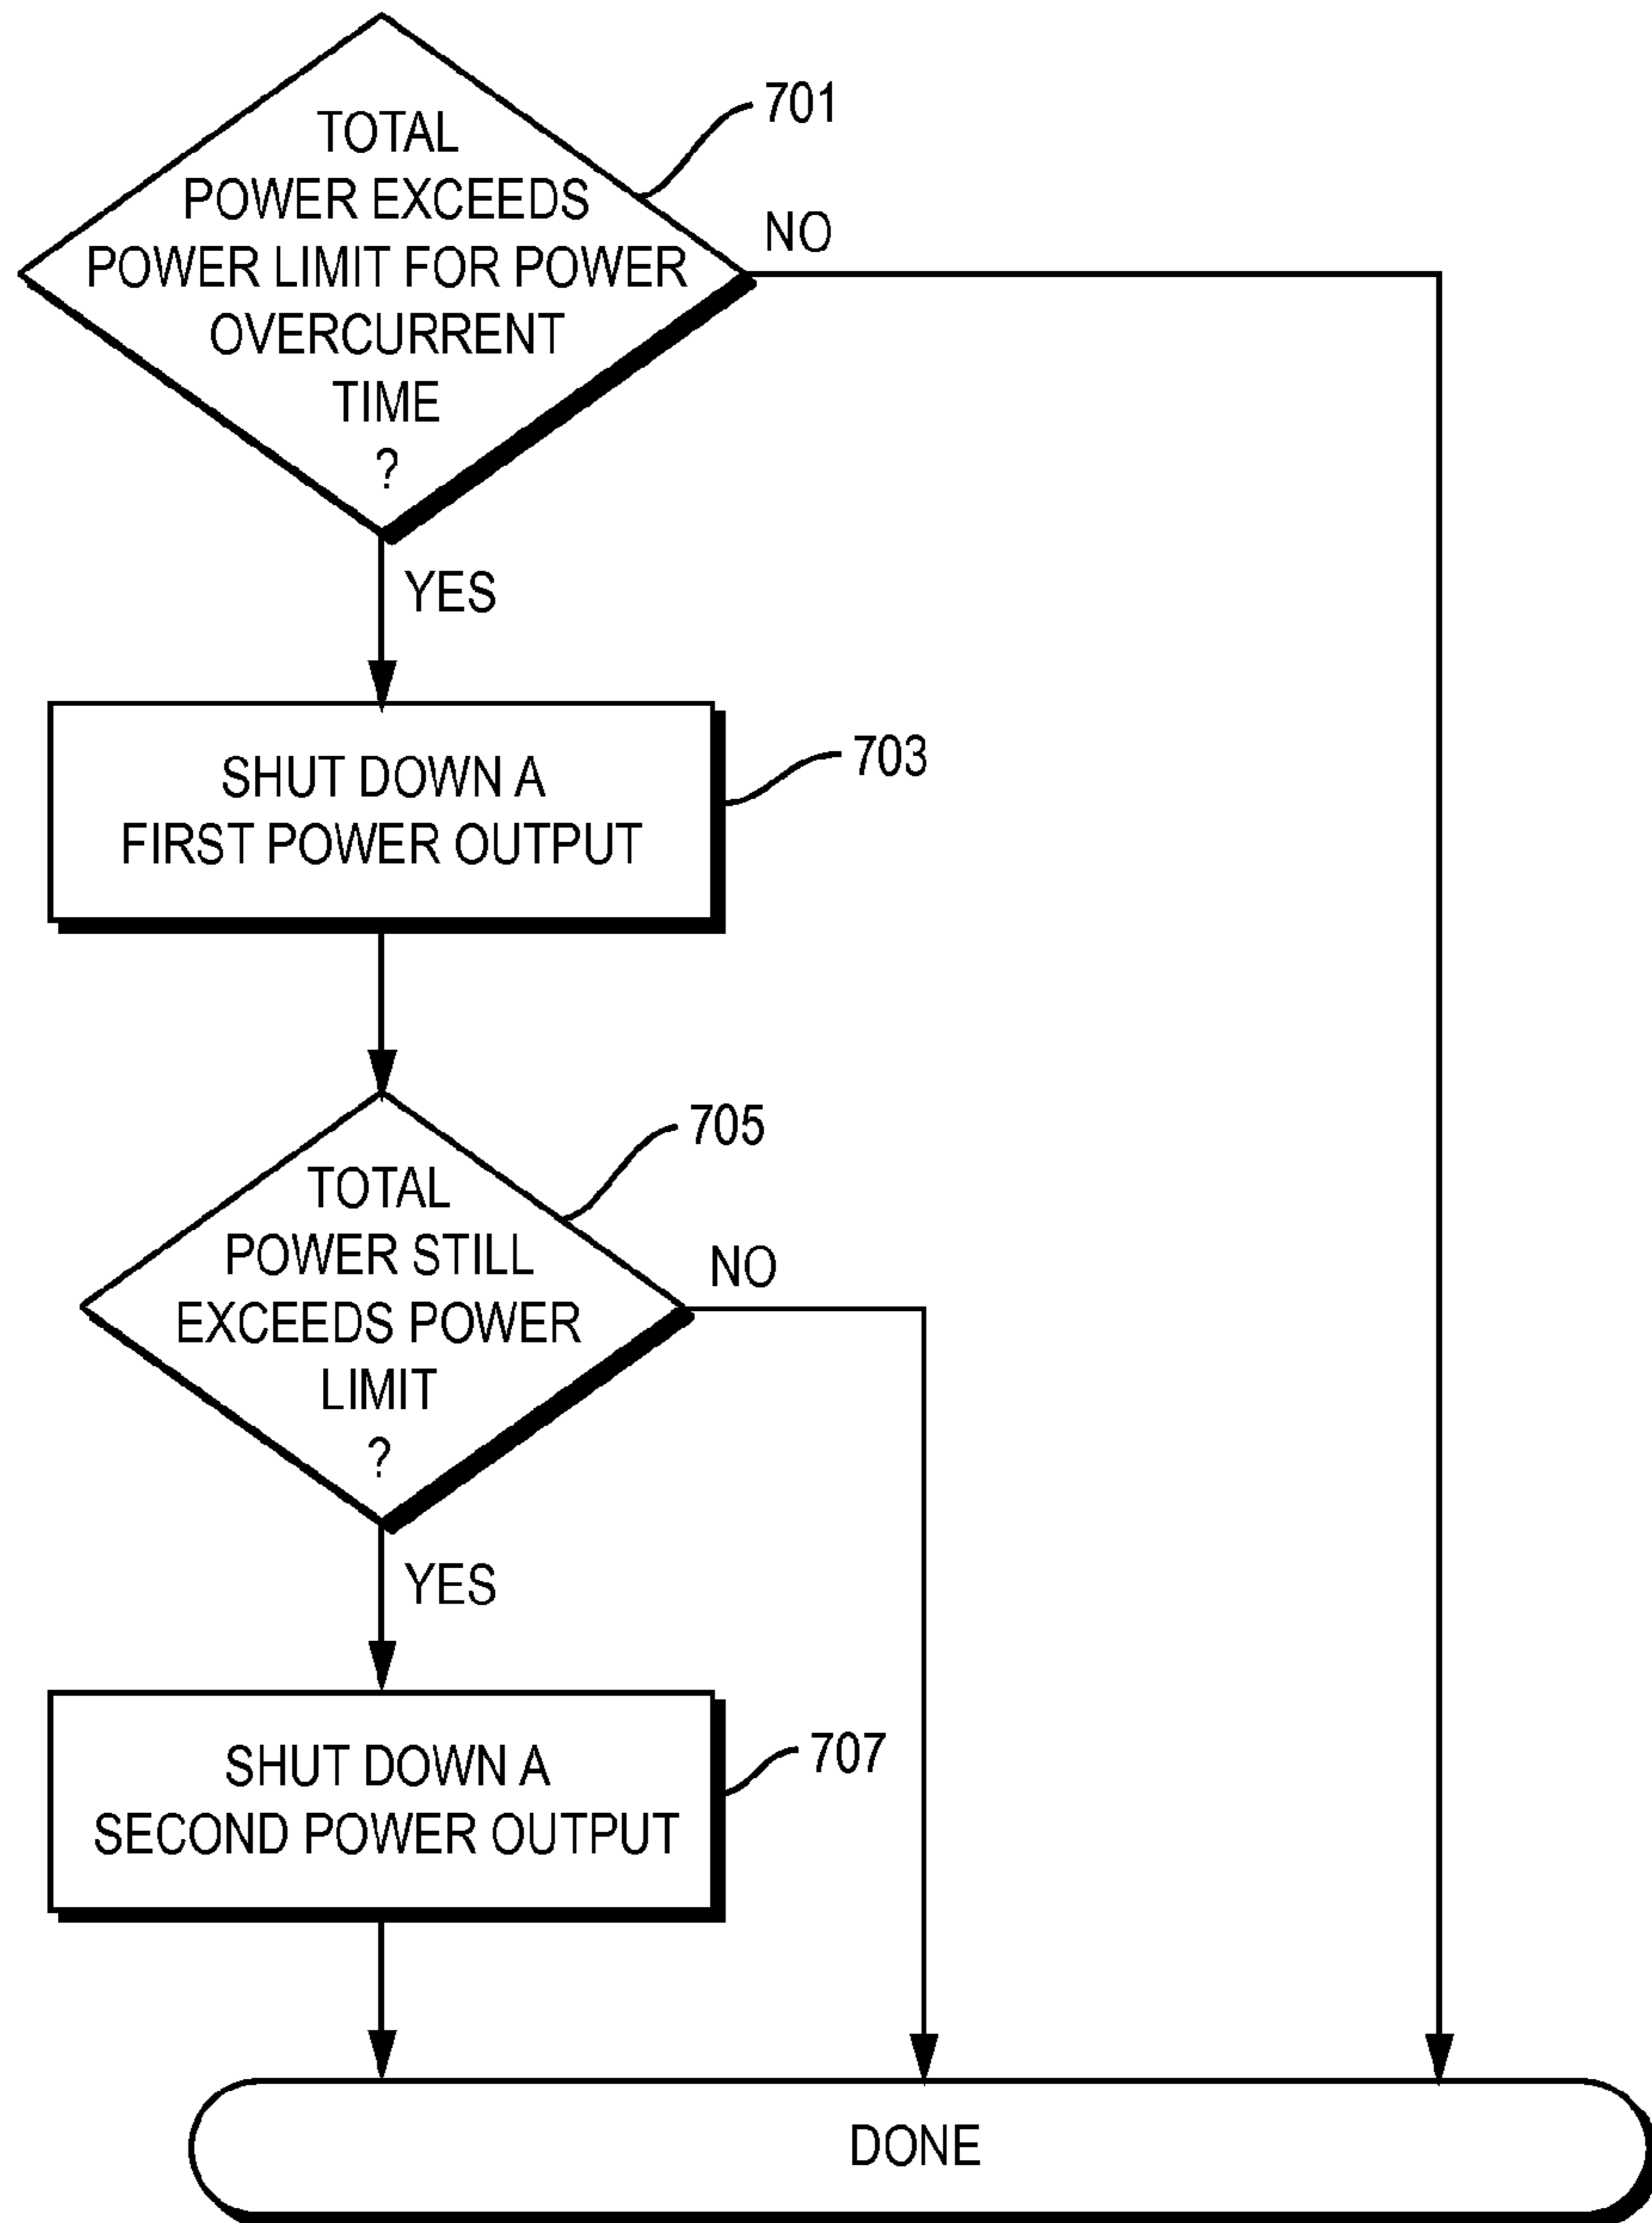 TOTAL
POWER EXCEEDS
POWER LIMIT FOR POWER
OVERCURRENT
TIME
?
701
NO
YES
SHUT DOWN A
FIRST POWER OUTPUT
703
TOTAL
POWER STILL
EXCEEDS POWER
LIMIT
?
705
NO
YES
SHUT DOWN A
SECOND POWER OUTPUT
707
DONE